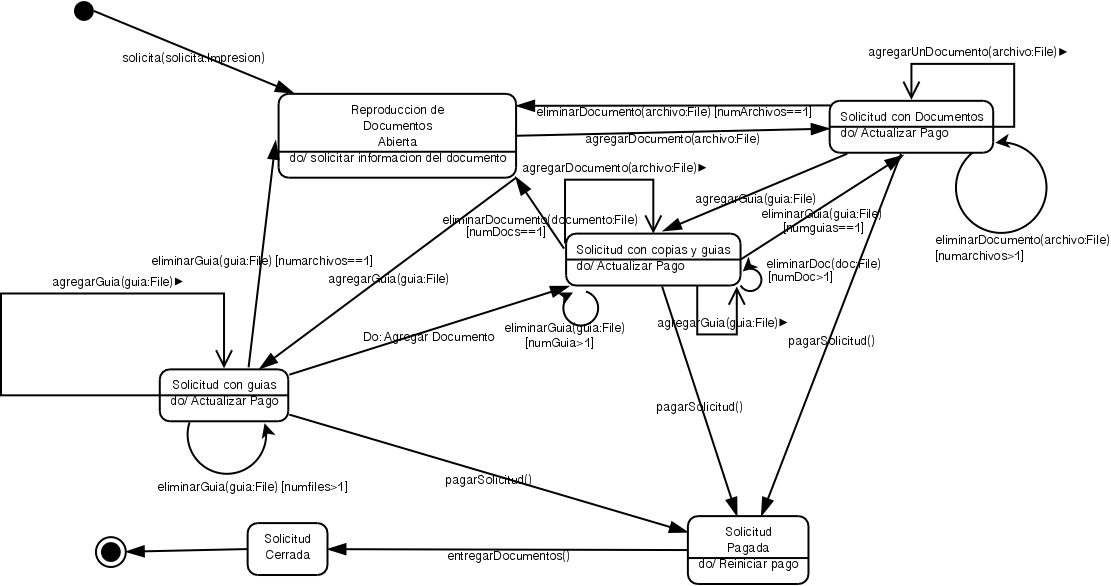 solicita(solicita:Impresion)
agregarUnDocumento(archivo:File)
Reproduccion de
Documentos
Abierta
do/ solicitar informacion del documento
eliminarDocumento(archivo:File) [numArchivos==1]
agregarDocumento(archivo:File)
Solicitud con Documentos
do/ Actualizar Pago
agregarDocumento(archivo:File)
agregarGuia(guia:File)
eliminarGuia(guia:File)
[numguias==1]
eliminarDocumento(documento:File)
[numDocs==1]
eliminarDocumento(archivo:File)
[numarchivos>1]
Solicitud con copias y guias
do/ Actualizar Pago
eliminarDoc(doc:File)
[numDoc>1]
eliminarGuia(guia:File) [numarchivos==1]
agregarGuia(guia:File)
agregarGuia(guia:File)
agregarGuia(guia:File)
eliminarGuia(guia:File)
[numGuia>1]
Do: Agregar Documento
pagarSolicitud()
Solicitud con guias
do/ Actualizar Pago
pagarSolicitud()
pagarSolicitud()
eliminarGuia(guia:File) [numfiles>1]
Solicitud
Cerrada
entregarDocumentos()
Solicitud
Pagada
do/ Reiniciar pago